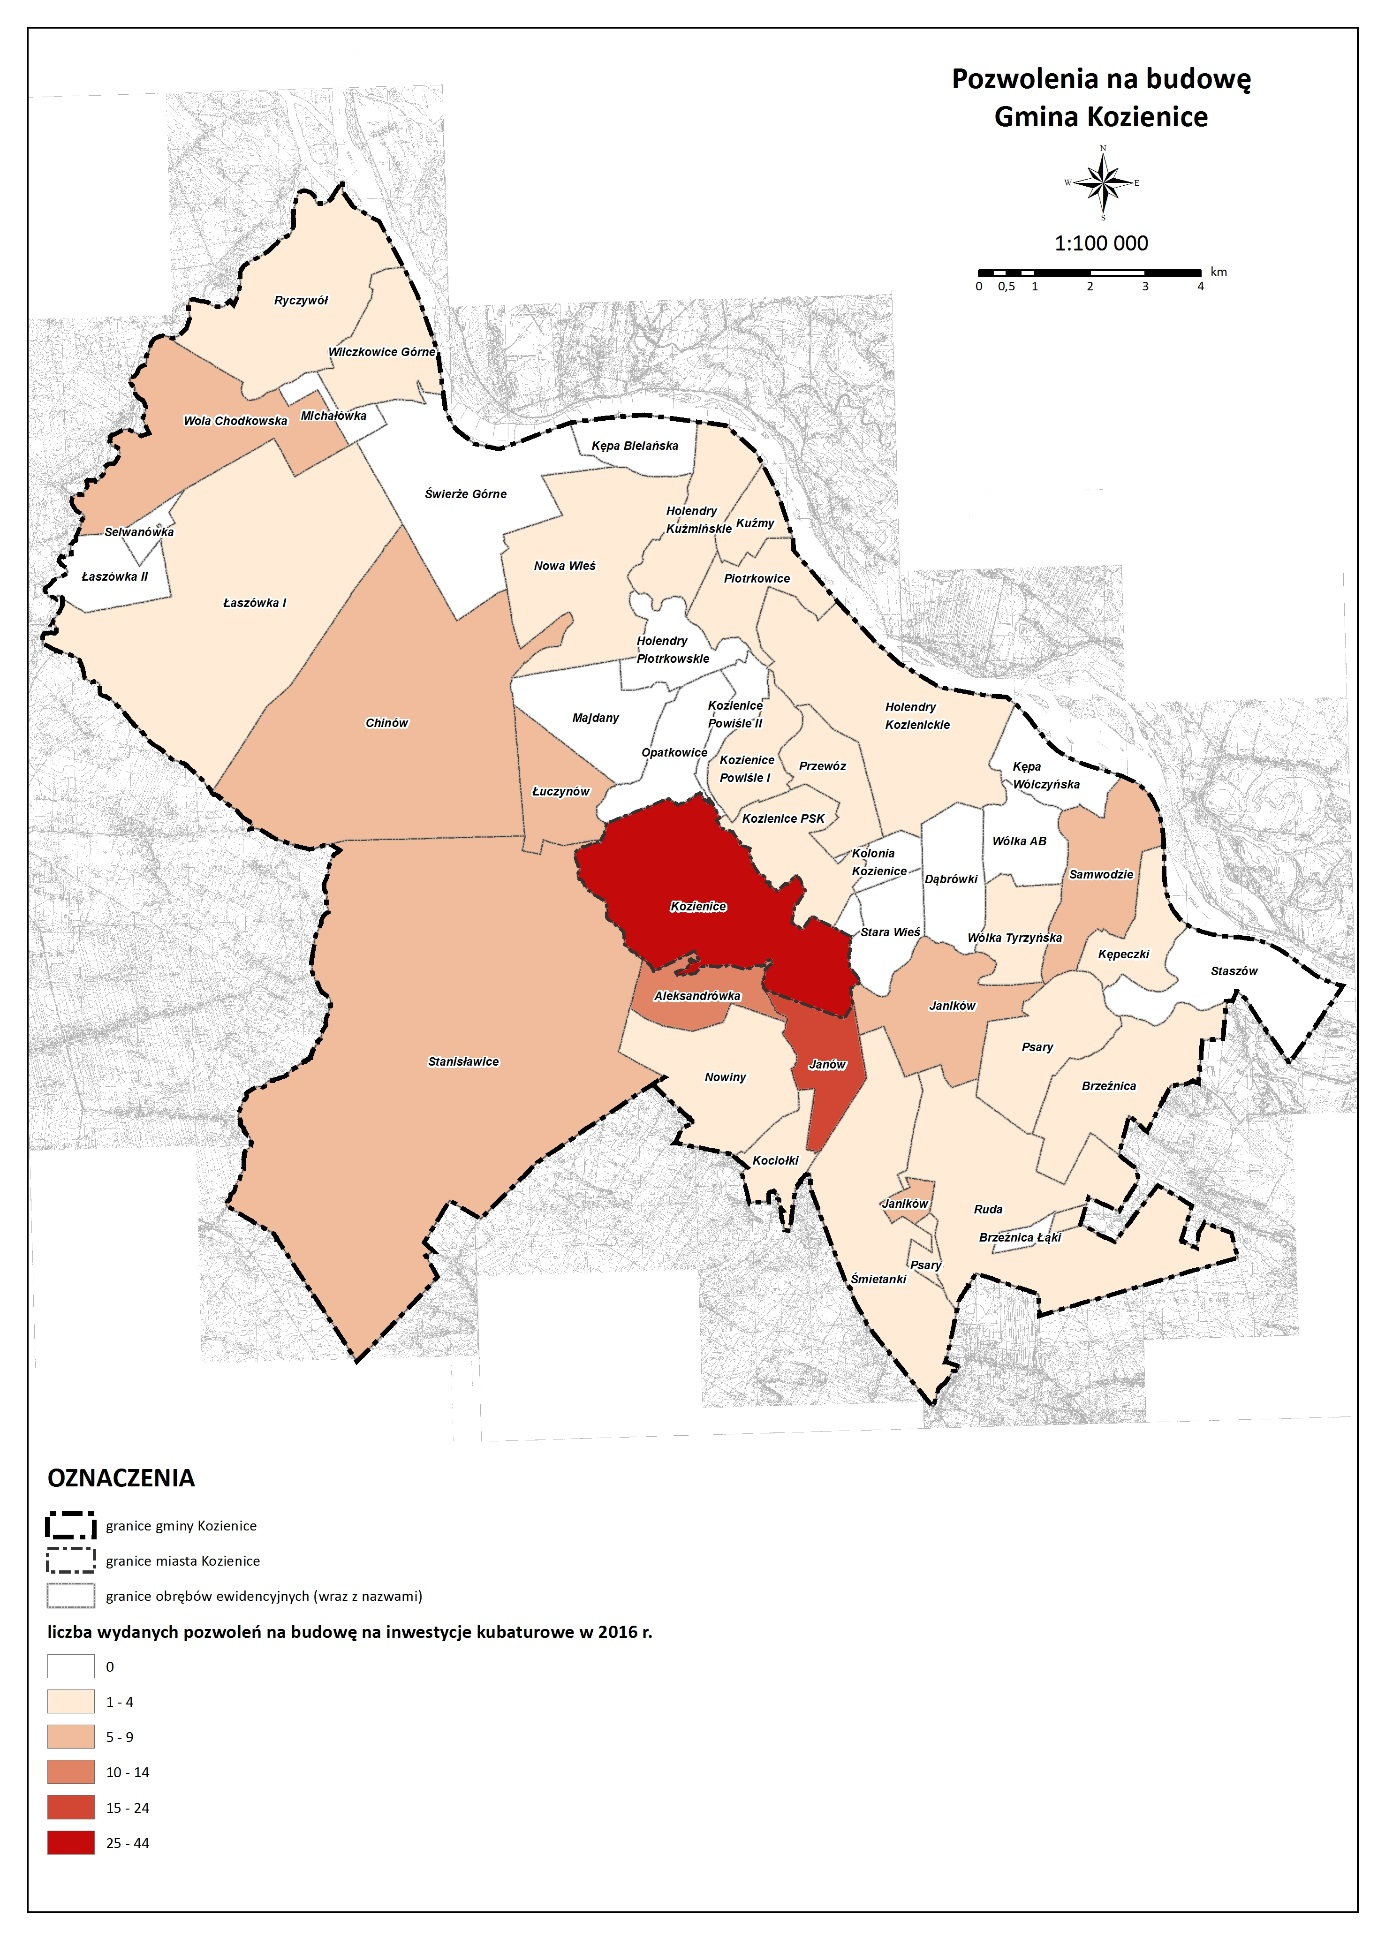 Pozwolenia na budowę
Gmina Kozienice
N
W
E
S
1:100 000
km
0 0,5 1 2 3 4
Ryczywół
Wilczkowice Górne
Wola Chodkowska
Michałówka
Kępa Bielańska
Świerże Górne
Holendry
Kuźmińskie
Kuźmy
Selwanówka
Nowa Wieś
Łaszówka II
Piotrkowice
Łaszówka I
Holendry
Piotrkowskie
Kozienice
Powiśle II
Holendry
Kozienickie
Chinów
Majdany
Opatkowice
Kozienice
Powiśle I
Przewóz
Kępa
Wólczyńska
Łuczynów
Kozienice PSK
Wólka AB
Kolonia
Kozienice
Dąbrówki
Samwodzie
Kozienice
Stara Wieś
Wólka Tyrzyńska
Kępeczki
Staszów
Aleksandrówka
Janików
Stanisławice
Psary
Nowiny
Janów
Brzeźnica
Kociołki
Janików
Ruda
Brzeźnica Łąki
Psary
Śmietanki
OZNACZENIA
granice gminy Kozienice
granice miasta Kozienice
granice obrębów ewidencyjnych (wraz z nazwami)
liczba wydanych pozwoleń na budowę na inwestycje kubaturowe w 2016 r.
0
1 - 4
5 - 9
10 - 14
15 - 24
25 - 44